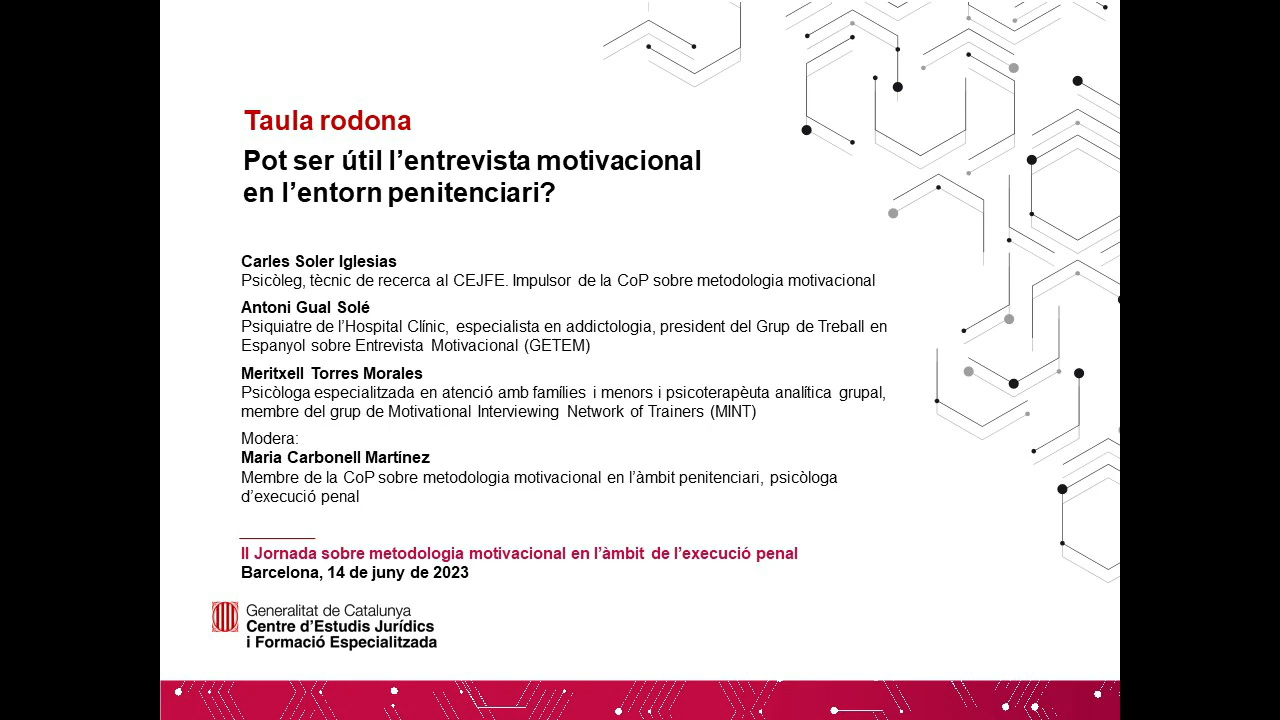 Taula rodona
Pot ser útil l’entrevista motivacional
en l’entorn penitenciari?
Carles Soler Iglesias
Psicòleg, tècnic de recerca al CEJFE. Impulsor de la CoP sobre metodologia motivacional
Antoni Gual Solé
Psiquiatre de l’Hospital Clínic, especialista en addictologia, president del Grup de Treball en
Espanyol sobre Entrevista Motivacional (GETEM)
Meritxell Torres Morales
Psicòloga especialitzada en atenció amb famílies i menors i psicoterapèuta analítica grupal,
membre del grup de Motivational Interviewing Network of Trainers (MINT)
Modera:
Maria Carbonell Martínez
Membre de la CoP sobre metodologia motivacional en l’àmbit penitenciari, psicòloga
d’execució penal
II Jornada sobre metodologia motivacional en l’àmbit de l’execució penal
Barcelona, 14 de juny de 2023
Generalitat de Catalunya
Centre d’Estudis Jurídics
i Formació Especialitzada